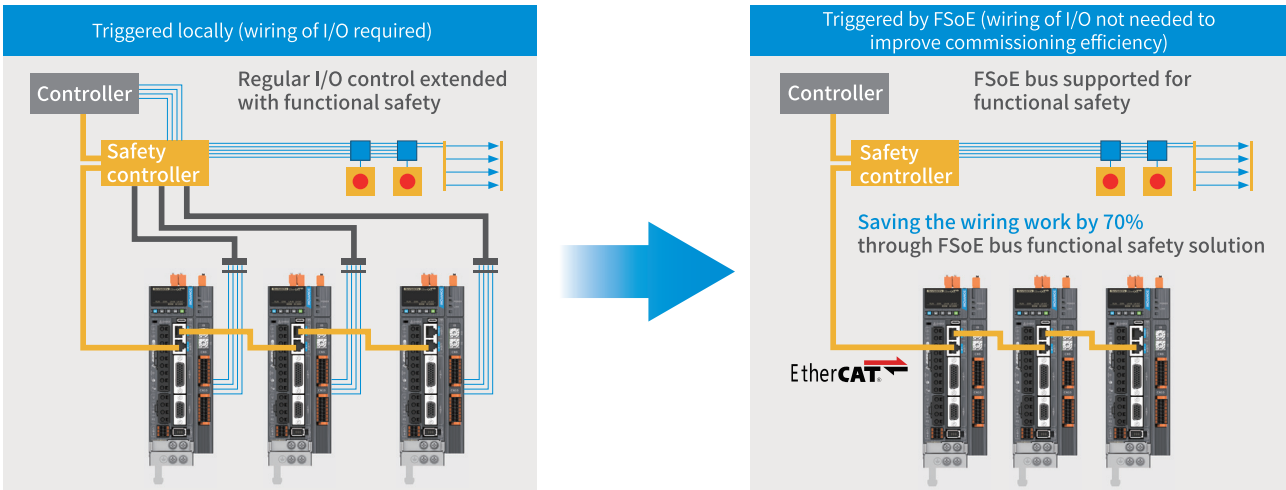 Triggered locally (wiring of I/O required)
Controller
Regular I/O control extended
with functional safety
Safety
controller
Triggered by FSoE (wiring of I/O not needed to
improve commissioning efficiency)
Controller
FSoE bus supported for
functional safety
Safety
controller
Saving the wiring work by 70%
through FSoE bus functional safety solution
EtherCAT®